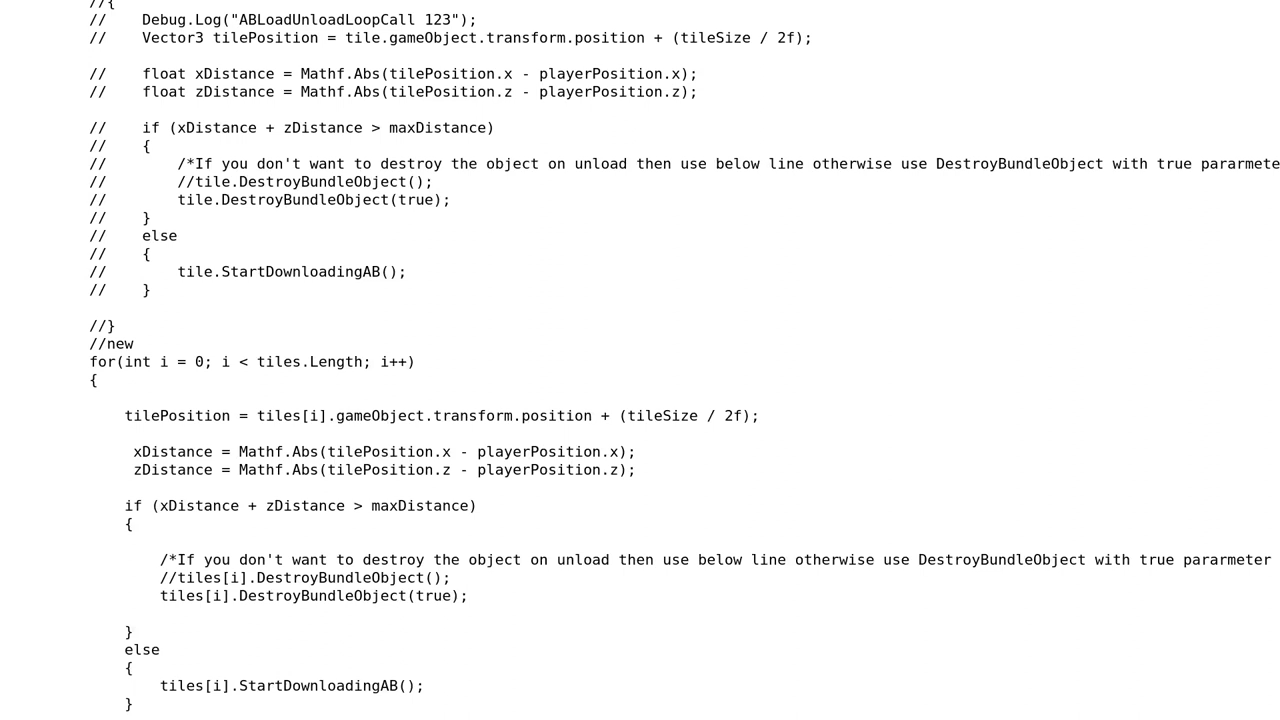 //{
//    Debug.Log("ABLoadUnloadLoopCall 123");
//    Vector3 tilePosition = tile.gameObject.transform.position + (tileSize / 2f);
//    float xDistance = Mathf.Abs(tilePosition.x - playerPosition.x);
//    float zDistance = Mathf.Abs(tilePosition.z - playerPosition.z);
//    if (xDistance + zDistance > maxDistance)
//    {
//        /*If you don't want to destroy the object on unload then use below line otherwise use DestroyBundleObject with true pararmete
//        //tile.DestroyBundleObject();
//        tile.DestroyBundleObject(true);
//    }
//    else
//    {
//        tile.StartDownloadingAB();
//    }
//}
//new
for(int i = 0; i < tiles.Length; i++)
{
    tilePosition = tiles[i].gameObject.transform.position + (tileSize / 2f);
     xDistance = Mathf.Abs(tilePosition.x - playerPosition.x);
     zDistance = Mathf.Abs(tilePosition.z - playerPosition.z);
    if (xDistance + zDistance > maxDistance)
    {
        /*If you don't want to destroy the object on unload then use below line otherwise use DestroyBundleObject with true pararmeter
        //tiles[i].DestroyBundleObject();
        tiles[i].DestroyBundleObject(true);
    }
    else
    {
        tiles[i].StartDownloadingAB();
    }